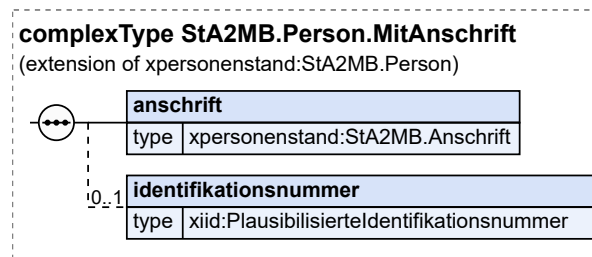 complexType StA2MB.Person.MitAnschrift
(extension of xpersonenstand:StA2MB.Person)
anschrift
type xpersonenstand:StA2MB.Anschrift
0..1
identifikationsnummer
type xiid:PlausibilisierteIdentifikationsnummer